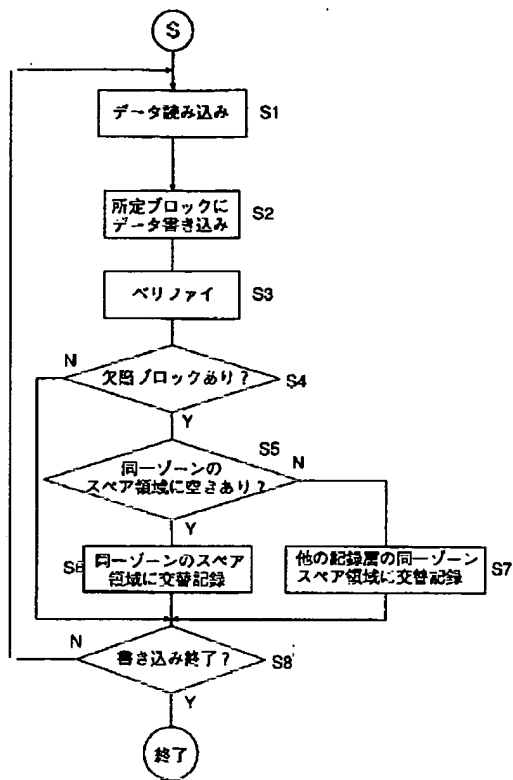 S
データ読み込み
S1
所定ブロックに
データ書き込み
S2
ベリファイ
S3
N
欠陥ブロックあり？
S4
Y
S5
同一ゾーンの
スペア領域に空きあり？
N
Y
S6
同一ゾーンのスペア
領域に交替記録
他の記録層の同一ゾーン
スペア領域に交替記録
S7
N
書き込み終了？
S8
Y
終了